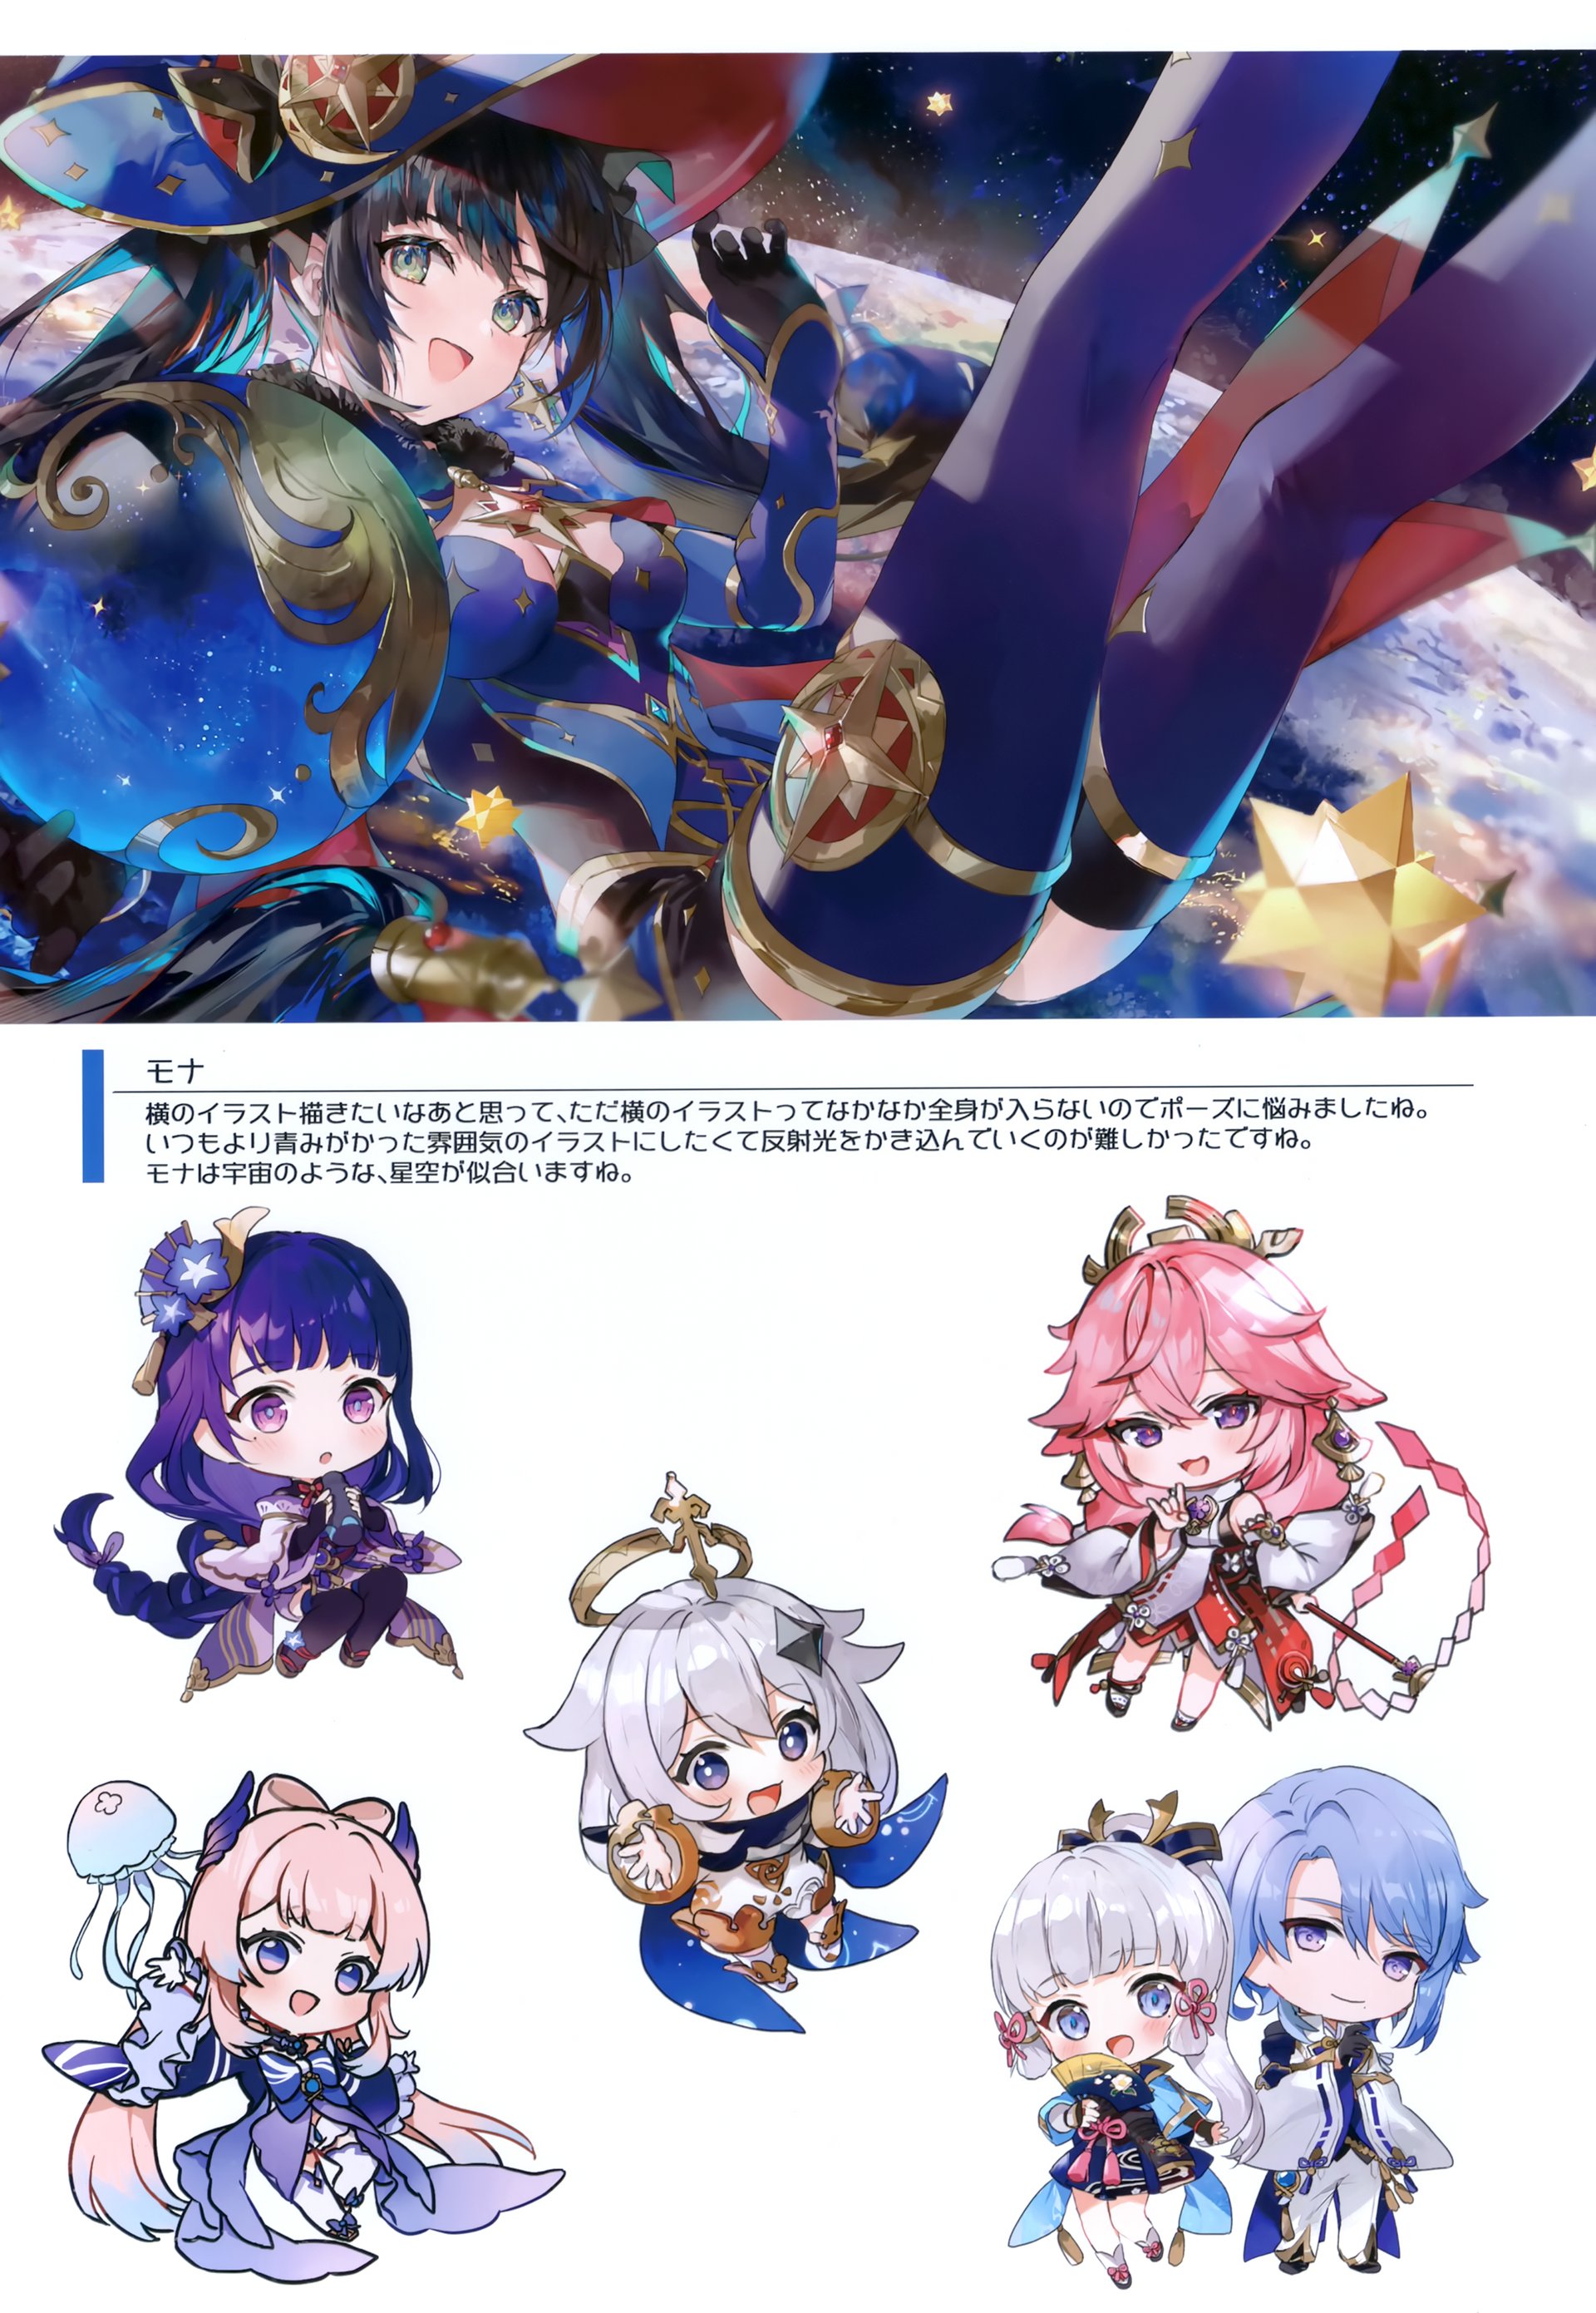 モナ
横のイラスト描きたいなあと思って、ただ横のイラストってなかなか全身が入らないのでポーズに悩みましたね。
いつもより青みがかった雰囲気のイラストにしたくて反射光をかき込んでいくのが難しかったですね。
モナは宇宙のような、星空が似合いますね。